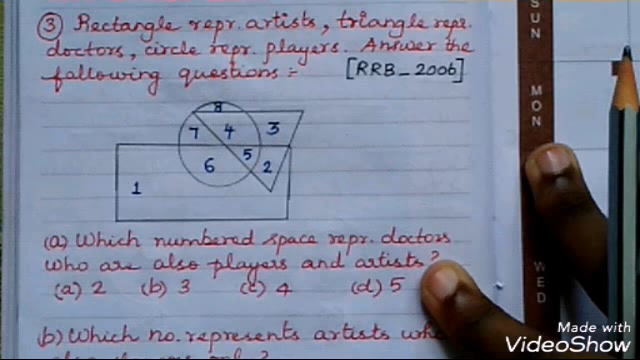 ③ Rectangle repr. artists, triangle repr.
doctors, circle repr. players. Answer the
following questions :-
[RRB_2006]
8
7 4 3
5
6 2
1
(a) Which numbered space repr. doctors
who are also players and artists?
(a) 2 (b) 3 (c) 4 (d) 5
b) Which no. represents artists who
SUN
MON
WED
Made with
VideoShow